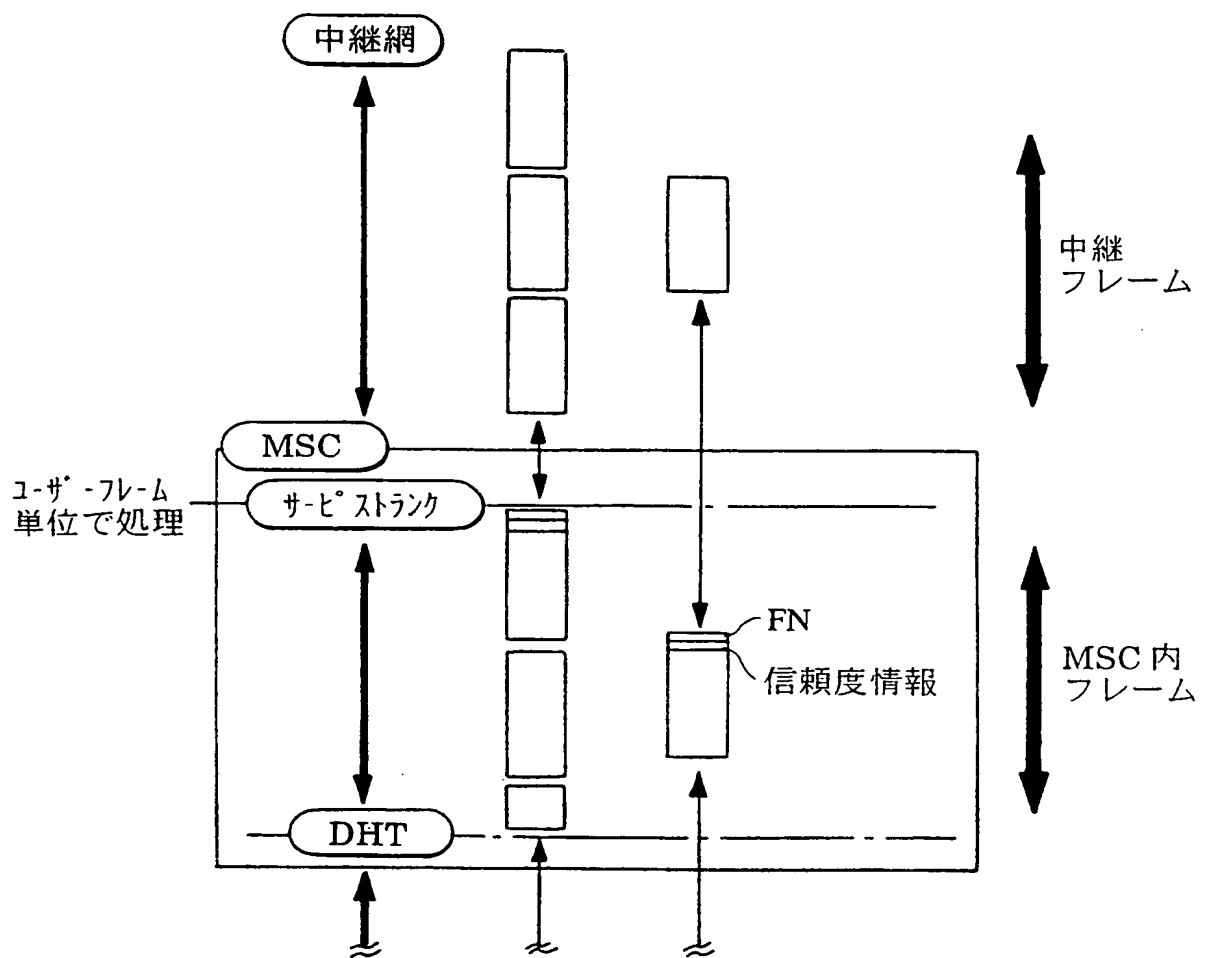 中継網
中継
フレーム
MSC
ﾕｰｻﾞｰﾌﾚｰﾑ
単位で処理
ｻｰﾋﾞｽﾄﾗﾝｸ
FN
信頼度情報
MSC 内
フレーム
DHT